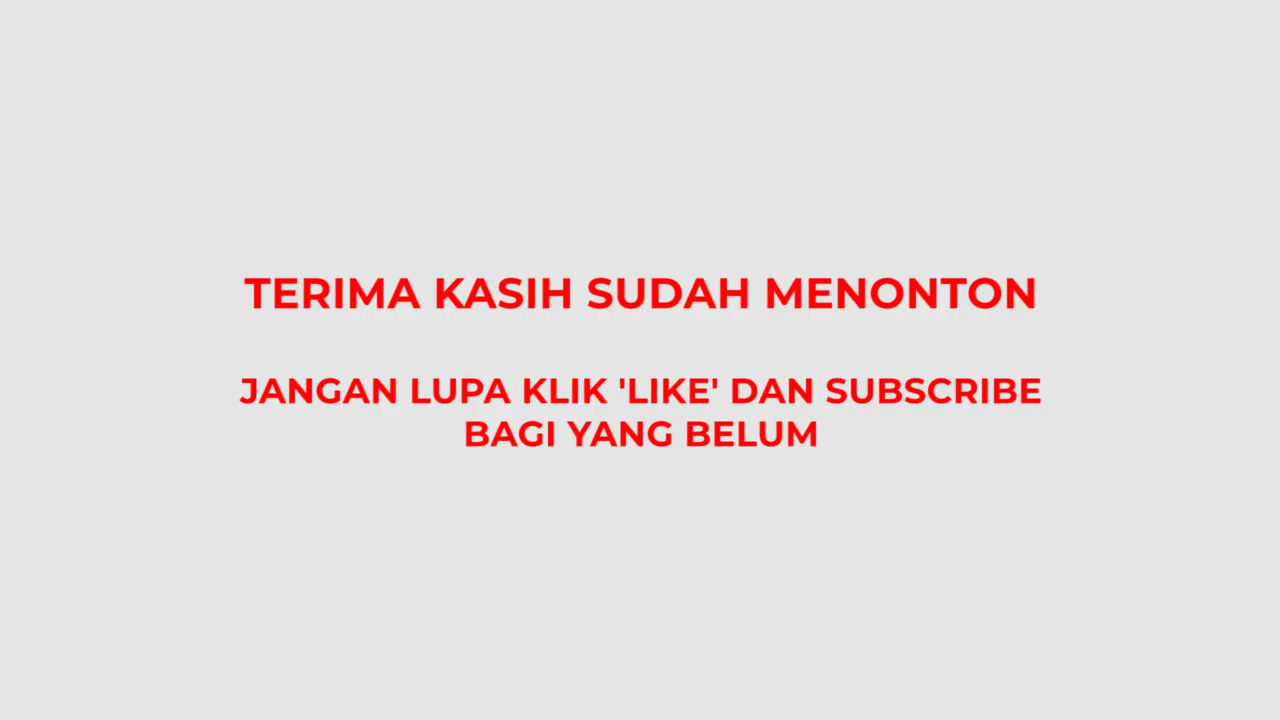 TERIMA KASIH SUDAH MENONTON
JANGAN LUPA KLIK 'LIKE' DAN SUBSCRIBE
BAGI YANG BELUM